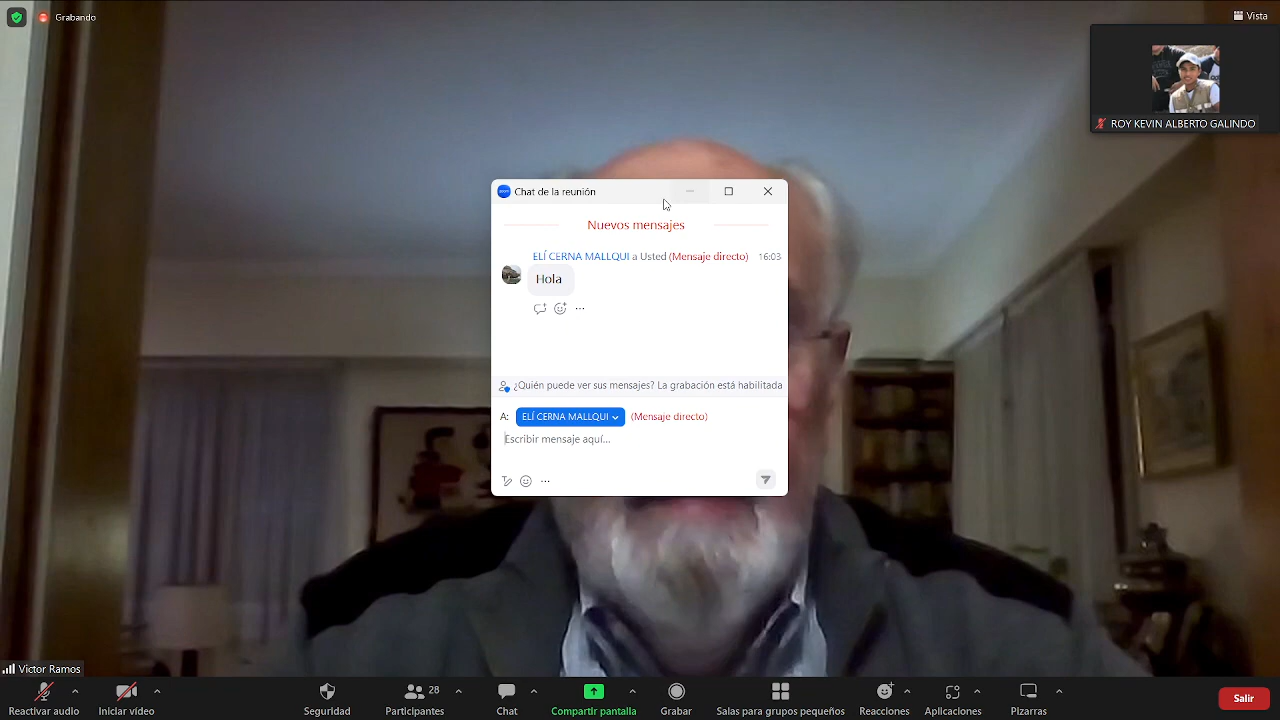 Grabando
Vista
ROY KEVIN ALBERTO GALINDO
Chat de la reunión
Nuevos mensajes
ELÍ CERNA MALLQUI a Usted (Mensaje directo) 16:03
Hola
¿Quién puede ver sus mensajes? La grabación está habilitada
A: ELÍ CERNA MALLQUI (Mensaje directo)
Escribir mensaje aquí...
Victor Ramos
28
Reactivar audio Iniciar video Seguridad Participantes Chat Compartir pantalla Grabar Salas para grupos pequeños Reacciones Aplicaciones Pizarras Salir